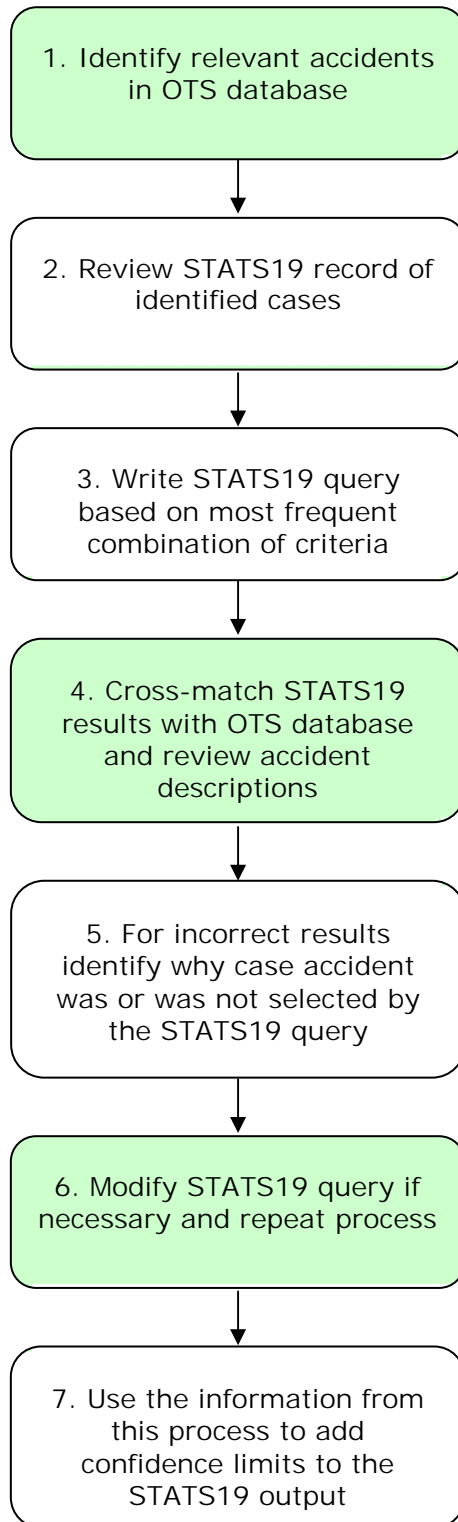 1. Identify relevant accidents
in OTS database
2. Review STATS19 record of
identified cases
3. Write STATS19 query
based on most frequent
combination of criteria
4. Cross-match STATS19
results with OTS database
and review accident
descriptions
5. For incorrect results
identify why case accident
was or was not selected by
the STATS19 query
6. Modify STATS19 query if
necessary and repeat process
7. Use the information from
this process to add
confidence limits to the
STATS19 output